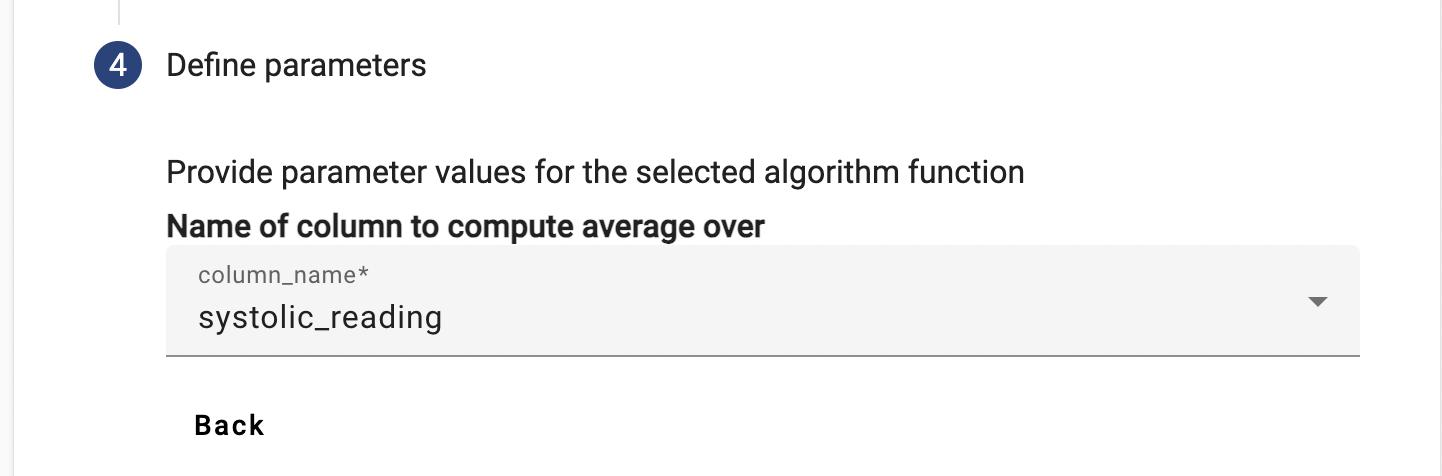 4 Define parameters
Provide parameter values for the selected algorithm function
Name of column to compute average over
column_name*
systolic_reading
Back